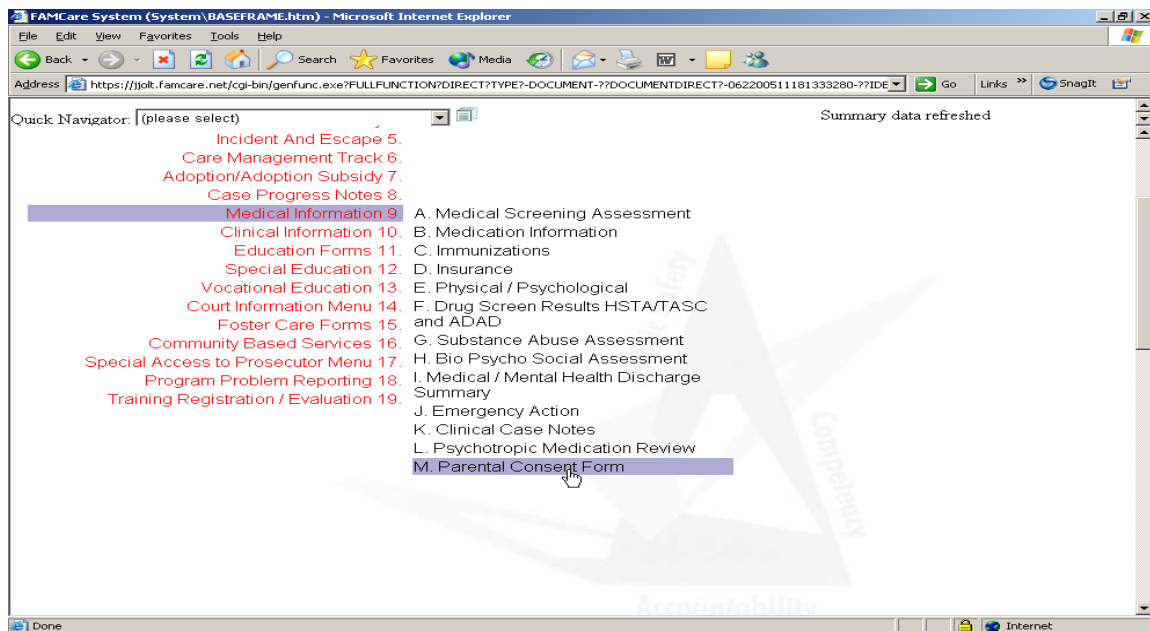 FAMCare System (System\BASEFRAME.htm) - Microsoft Internet Explorer
File Edit View Favorites Tools Help
Back Search Favorites Media
Address https://jjolt.famcare.net/cgi-bin/genfunc.exe?FULLFUNCTION?DIRECT?TYPE?-DOCUMENT-??DOCUMENTDIRECT?-062200511181333280-??IDE Go Links » SnagIt
Quick Navigator: (please select) Summary data refreshed
Incident And Escape 5.
Care Management Track 6.
Adoption/Adoption Subsidy 7.
Case Progress Notes 8.
Medical Information 9. A. Medical Screening Assessment
Clinical Information 10. B. Medication Information
Education Forms 11. C. Immunizations
Special Education 12. D. Insurance
Vocational Education 13. E. Physical / Psychological
Court Information Menu 14. F. Drug Screen Results HSTA/TASC
Foster Care Forms 15. and ADAD
Community Based Services 16. G. Substance Abuse Assessment
Special Access to Prosecutor Menu 17. H. Bio Psycho Social Assessment
Program Problem Reporting 18. I. Medical / Mental Health Discharge
Training Registration / Evaluation 19. Summary
J. Emergency Action
K. Clinical Case Notes
L. Psychotropic Medication Review
M. Parental Consent Form
Safety
Competency
Accountability
Done Internet